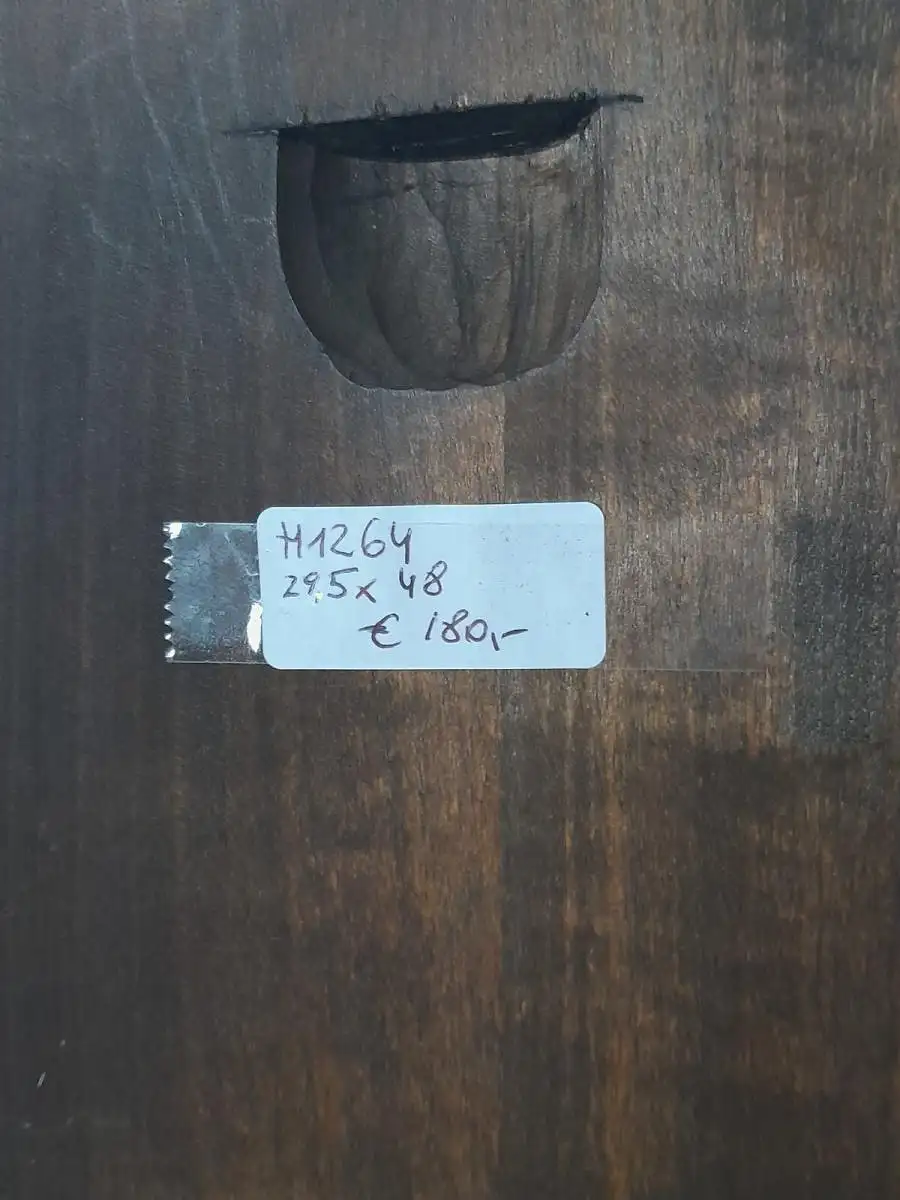 H1264
29,5x 48
€ 180,-